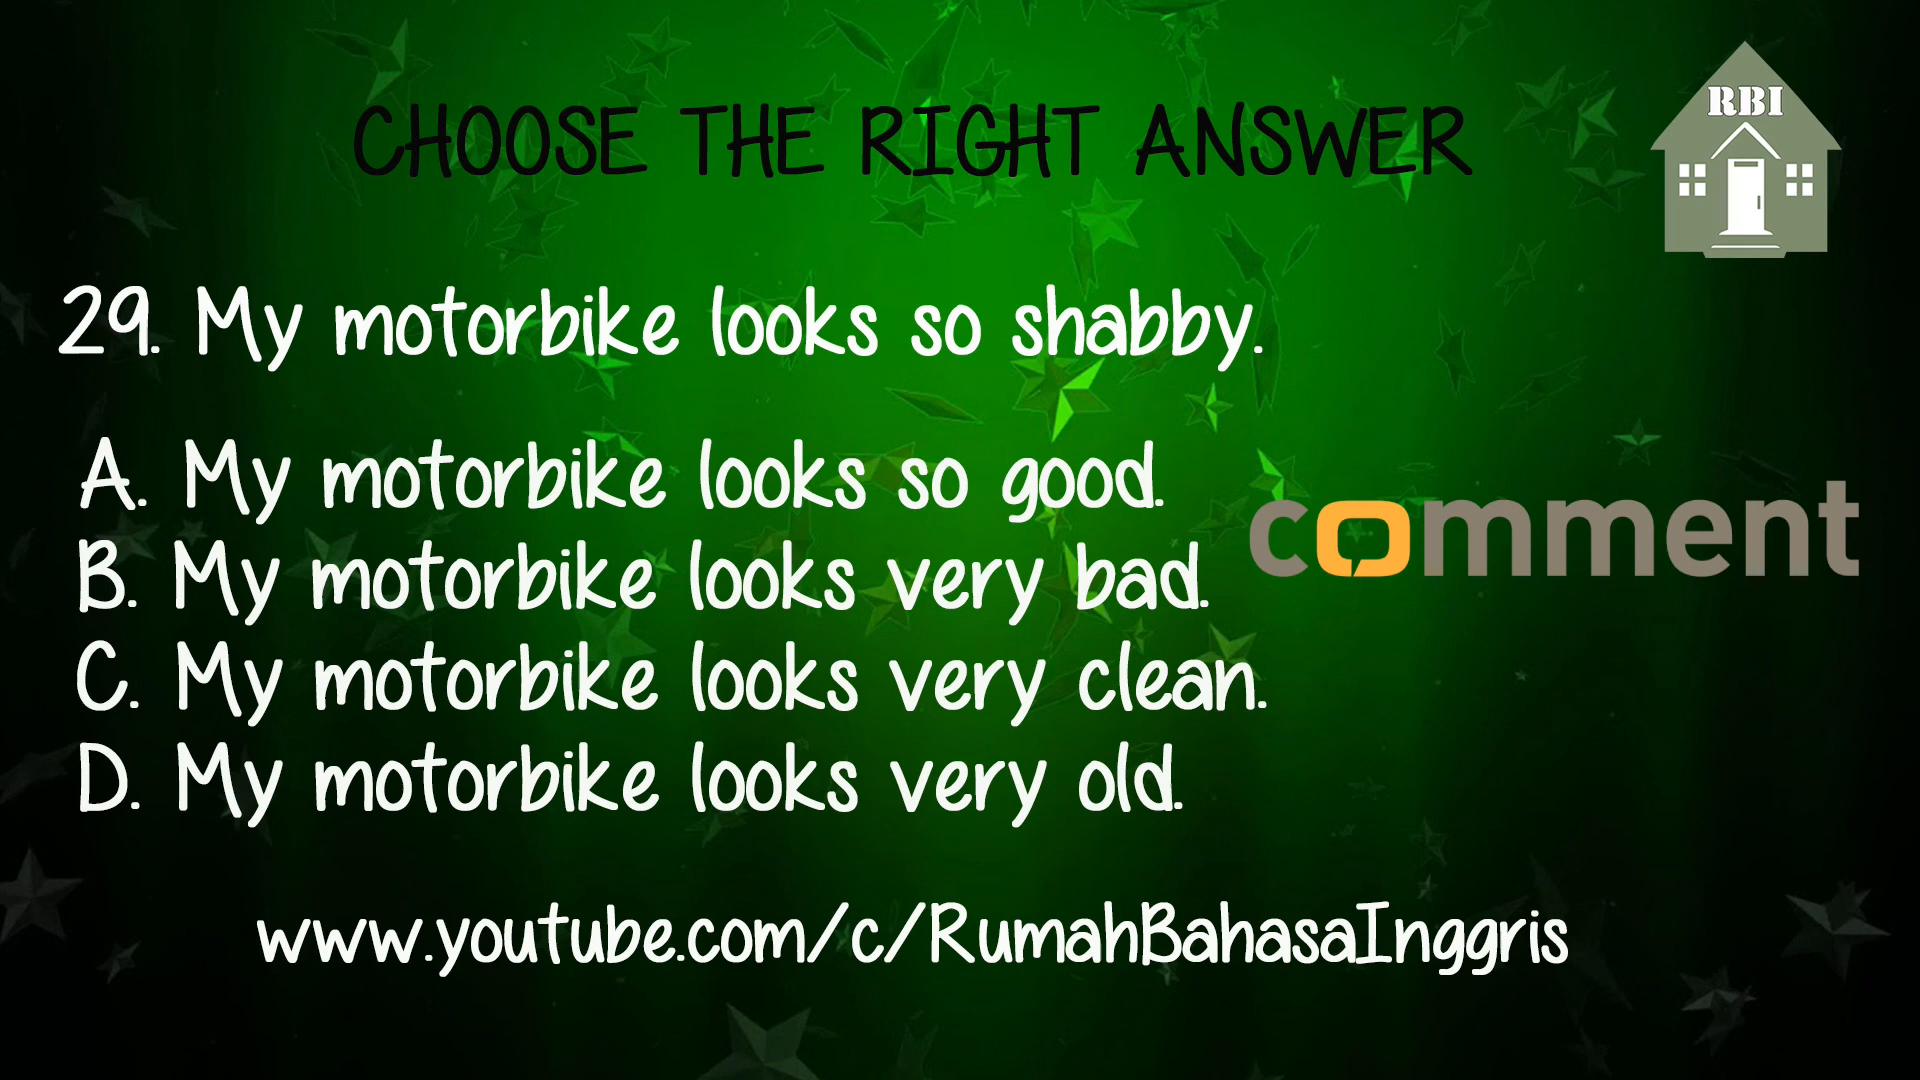 RBI
CHOOSE THE RIGHT ANSWER
29. My motorbike looks so shabby.
A. My motorbike looks so good.
B. My motorbike looks very bad.
C. My motorbike looks very clean.
D. My motorbike looks very old.
comment
www.youtube.com/c/RumahBahasaInggris